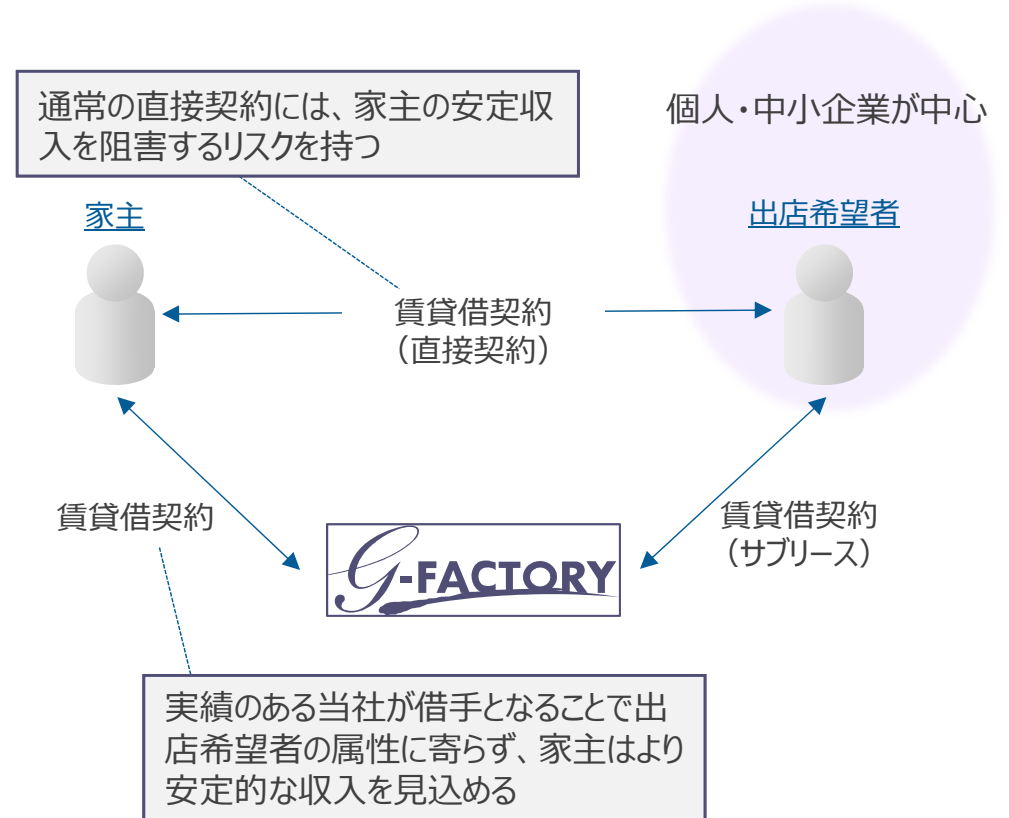 通常の直接契約には、家主の安定収
入を阻害するリスクを持つ
個人・中小企業が中心
家主
出店希望者
賃貸借契約
（直接契約）
賃貸借契約
賃貸借契約
（サブリース）
G-FACTORY
実績のある当社が借手となることで出
店希望者の属性に寄らず、家主はより
安定的な収入を見込める